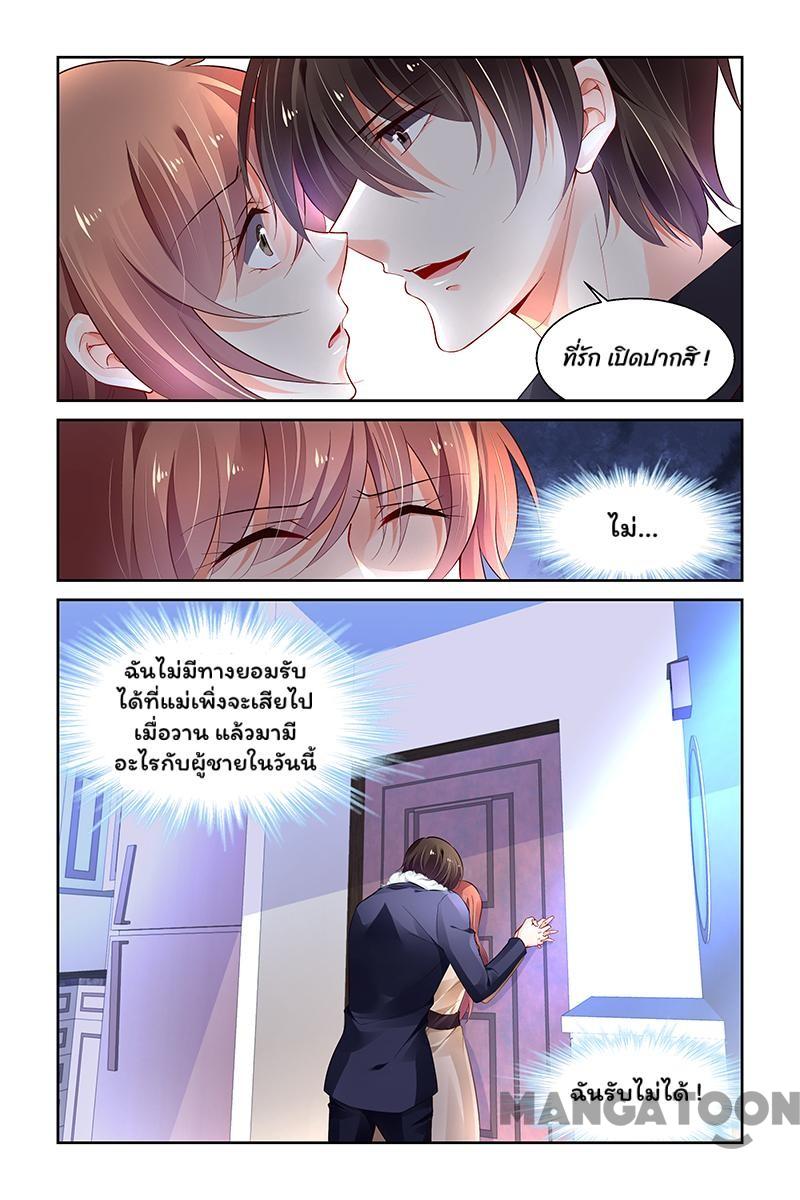 ที่รัก เปิดปากสิ !
ไม่...
ฉันไม่มีทางยอมรับ
ได้ที่แม่เพิ่งจะเสียไป
เมื่อวาน แล้วมามี
อะไรกับผู้ชายในวันนี้
ฉันรับไม่ได้ !
MANGATOON